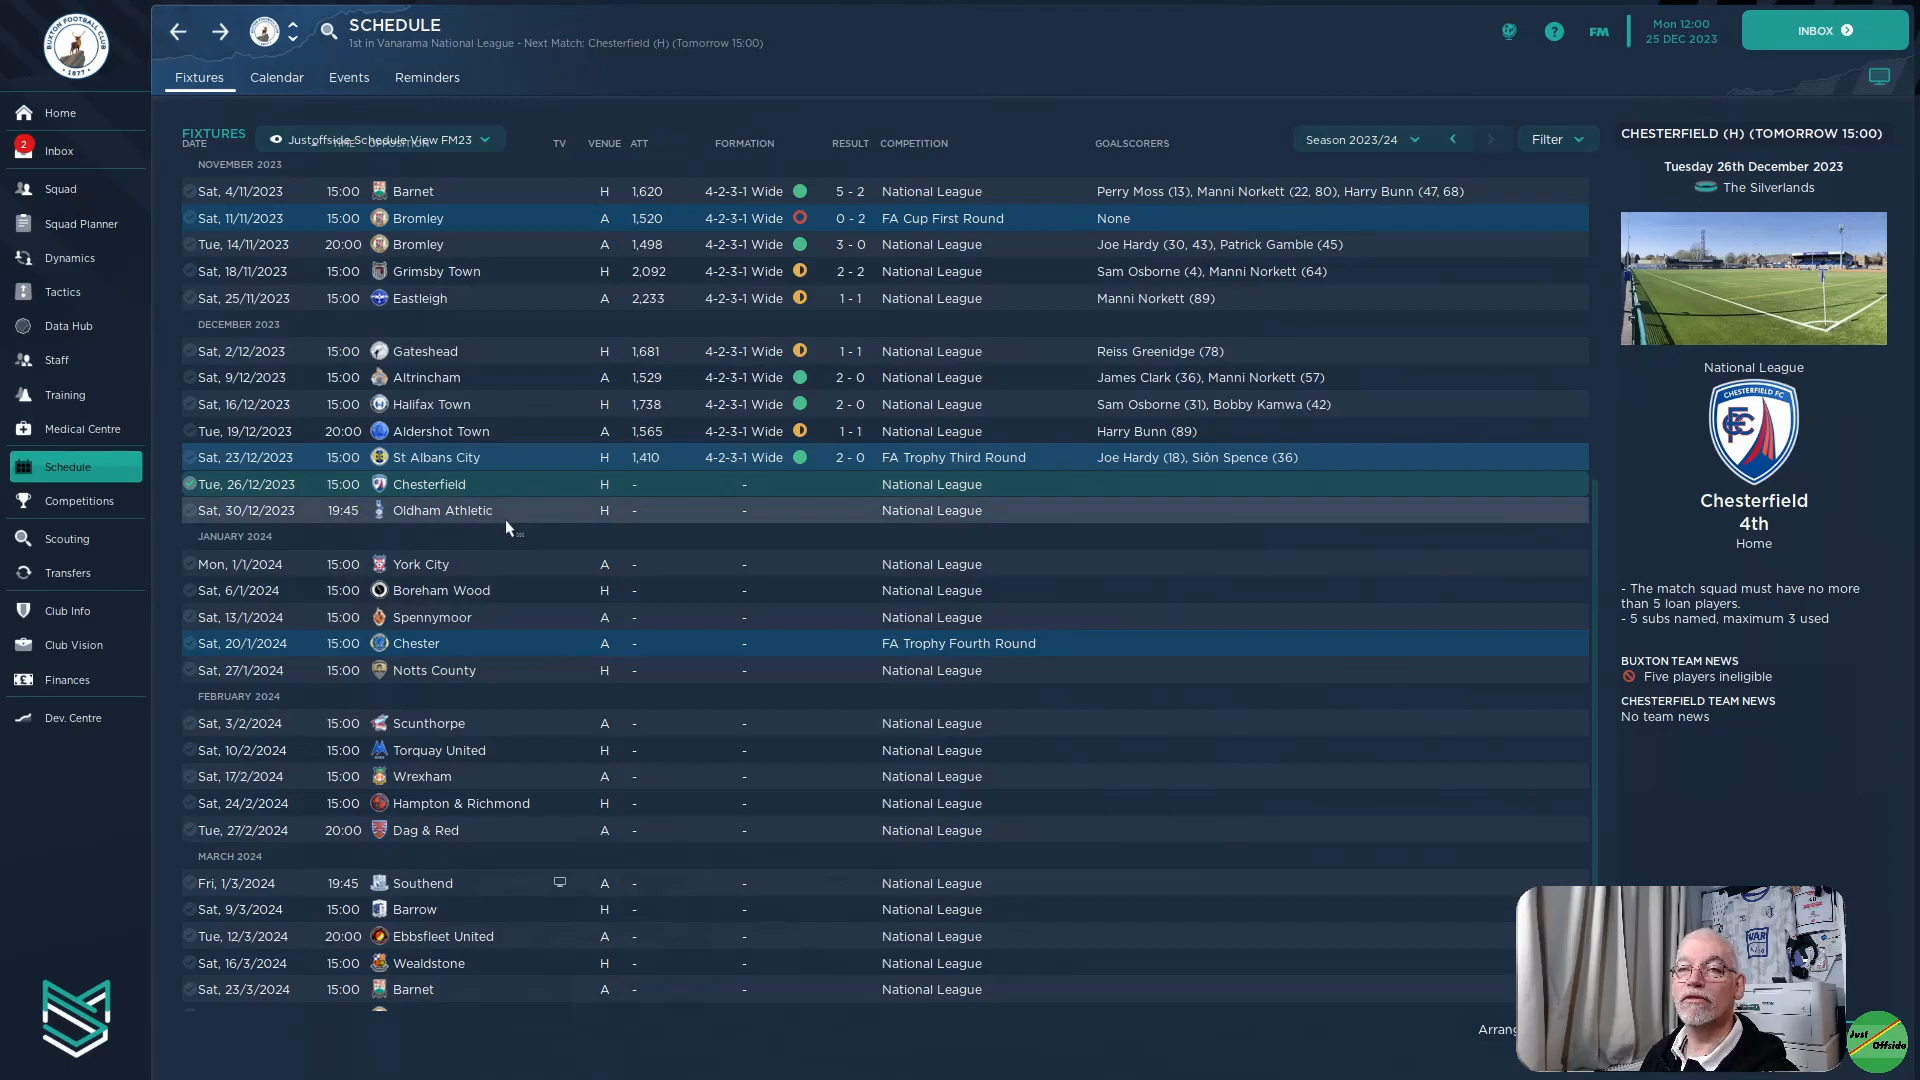 SCHEDULE
1st in Vanarama National League - Next Match: Chesterfield (H) (Tomorrow 15:00)
FM
Mon 12:00
25 DEC 2023
INBOX
BUXTON FOOTBALL CLUB
1877
Fixtures Calendar Events Reminders
Home
2
Inbox
Squad
Squad Planner
Dynamics
Tactics
Data Hub
Staff
Training
Medical Centre
Schedule
Competitions
Scouting
Transfers
Club Info
Club Vision
Finances
Dev. Centre
FIXTURES
Justoffside Schedule View FM23
Season 2023/24
Filter
DATE TIME OPPOSITION TV VENUE ATT FORMATION RESULT COMPETITION GOALSCORERS
NOVEMBER 2023
Sat, 4/11/2023 15:00 Barnet H 1,620 4-2-3-1 Wide 5 - 2 National League Perry Moss (13), Manni Norkett (22, 80), Harry Bunn (47, 68)
Sat, 11/11/2023 15:00 Bromley A 1,520 4-2-3-1 Wide 0 - 2 FA Cup First Round None
Tue, 14/11/2023 20:00 Bromley A 1,498 4-2-3-1 Wide 3 - 0 National League Joe Hardy (30, 43), Patrick Gamble (45)
Sat, 18/11/2023 15:00 Grimsby Town H 2,092 4-2-3-1 Wide 2 - 2 National League Sam Osborne (4), Manni Norkett (64)
Sat, 25/11/2023 15:00 Eastleigh A 2,233 4-2-3-1 Wide 1 - 1 National League Manni Norkett (89)
DECEMBER 2023
Sat, 2/12/2023 15:00 Gateshead H 1,681 4-2-3-1 Wide 1 - 1 National League Reiss Greenidge (78)
Sat, 9/12/2023 15:00 Altrincham A 1,529 4-2-3-1 Wide 2 - 0 National League James Clark (36), Manni Norkett (57)
Sat, 16/12/2023 15:00 Halifax Town H 1,738 4-2-3-1 Wide 2 - 0 National League Sam Osborne (31), Bobby Kamwa (42)
Tue, 19/12/2023 20:00 Aldershot Town A 1,565 4-2-3-1 Wide 1 - 1 National League Harry Bunn (89)
Sat, 23/12/2023 15:00 St Albans City H 1,410 4-2-3-1 Wide 2 - 0 FA Trophy Third Round Joe Hardy (18), Siôn Spence (36)
Tue, 26/12/2023 15:00 Chesterfield H - - National League
Sat, 30/12/2023 19:45 Oldham Athletic H - - National League
JANUARY 2024
Mon, 1/1/2024 15:00 York City A - - National League
Sat, 6/1/2024 15:00 Boreham Wood H - - National League
Sat, 13/1/2024 15:00 Spennymoor A - - National League
Sat, 20/1/2024 15:00 Chester A - - FA Trophy Fourth Round
Sat, 27/1/2024 15:00 Notts County H - - National League
FEBRUARY 2024
Sat, 3/2/2024 15:00 Scunthorpe A - - National League
Sat, 10/2/2024 15:00 Torquay United H - - National League
Sat, 17/2/2024 15:00 Wrexham A - - National League
Sat, 24/2/2024 15:00 Hampton & Richmond H - - National League
Tue, 27/2/2024 20:00 Dag & Red A - - National League
MARCH 2024
Fri, 1/3/2024 19:45 Southend A - - National League
Sat, 9/3/2024 15:00 Barrow H - - National League
Tue, 12/3/2024 20:00 Ebbsfleet United A - - National League
Sat, 16/3/2024 15:00 Wealdstone H - - National League
Sat, 23/3/2024 15:00 Barnet A - - National League
CHESTERFIELD (H) (TOMORROW 15:00)
Tuesday 26th December 2023
The Silverlands
National League
CHESTERFIELD FC
Chesterfield
4th
Home
- The match squad must have no more
than 5 loan players.
- 5 subs named, maximum 3 used
BUXTON TEAM NEWS
Five players ineligible
CHESTERFIELD TEAM NEWS
No team news
Arrang
VAR
Just
Offside